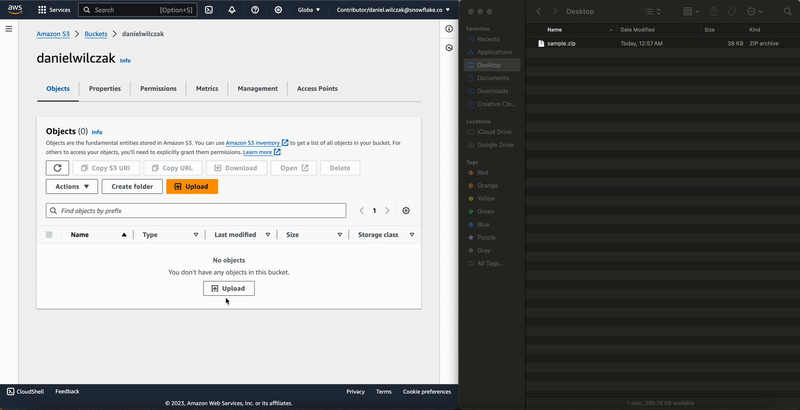 aws
Services
Search
[Option+S]
Globa
Contributor/daniel.wilczak@snowflake.co
Amazon S3
Buckets
danielwilczak
danielwilczak
Info
Objects
Properties
Permissions
Metrics
Management
Access Points
Objects (0)
Info
Objects are the fundamental entities stored in Amazon S3. You can use Amazon S3 inventory to get a list of all objects in your bucket. For
others to access your objects, you'll need to explicitly grant them permissions. Learn more
Copy S3 URI
Copy URL
Download
Open
Delete
Actions
Create folder
Upload
Find objects by prefix
1
Name
Type
Last modified
Size
Storage class
No objects
You don't have any objects in this bucket.
Upload
CloudShell
Feedback
Privacy
Terms
Cookie preferences
© 2023, Amazon Web Services, Inc. or its affiliates.
Favorites
Recents
Applications
Desktop
Documents
Downloads
Creative Clo...
Locations
iCloud Drive
Google Drive
Tags
Red
Orange
Yellow
Green
Blue
Purple
Gray
All Tags...
Desktop
Name
Date Modified
Size
Kind
sample.zip
Today, 12:57 AM
38 KB
ZIP archive